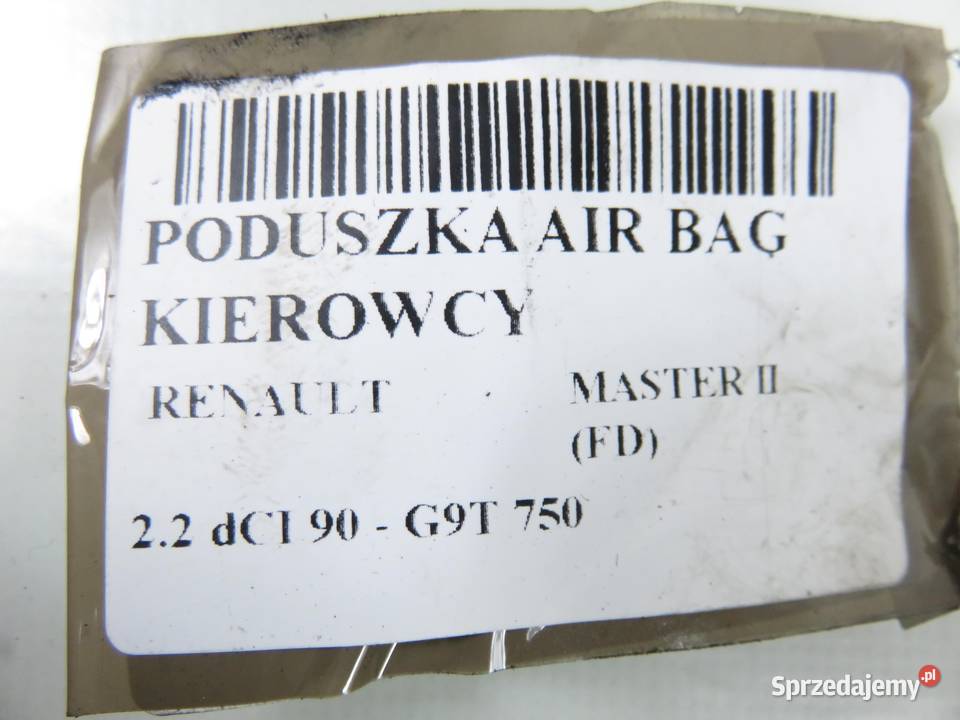 PODUSZKA AIR BAG
KIEROWCY
RENAULT MASTER II
(FD)
2.2 dCI 90 - G9T 750
Sprzedajemy.pl